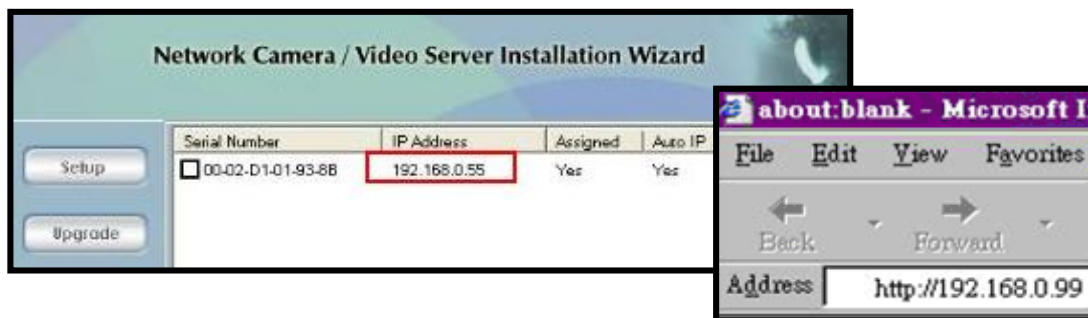 Network Camera / Video Server Installation Wizard
Serial Number IP Address Assigned Auto IP
Setup
00-02-D1-01-93-8B 192.168.0.55 Yes Yes
Upgrade
about:blank - Microsoft I
File Edit View Favorites
Back Forward
Address http://192.168.0.99